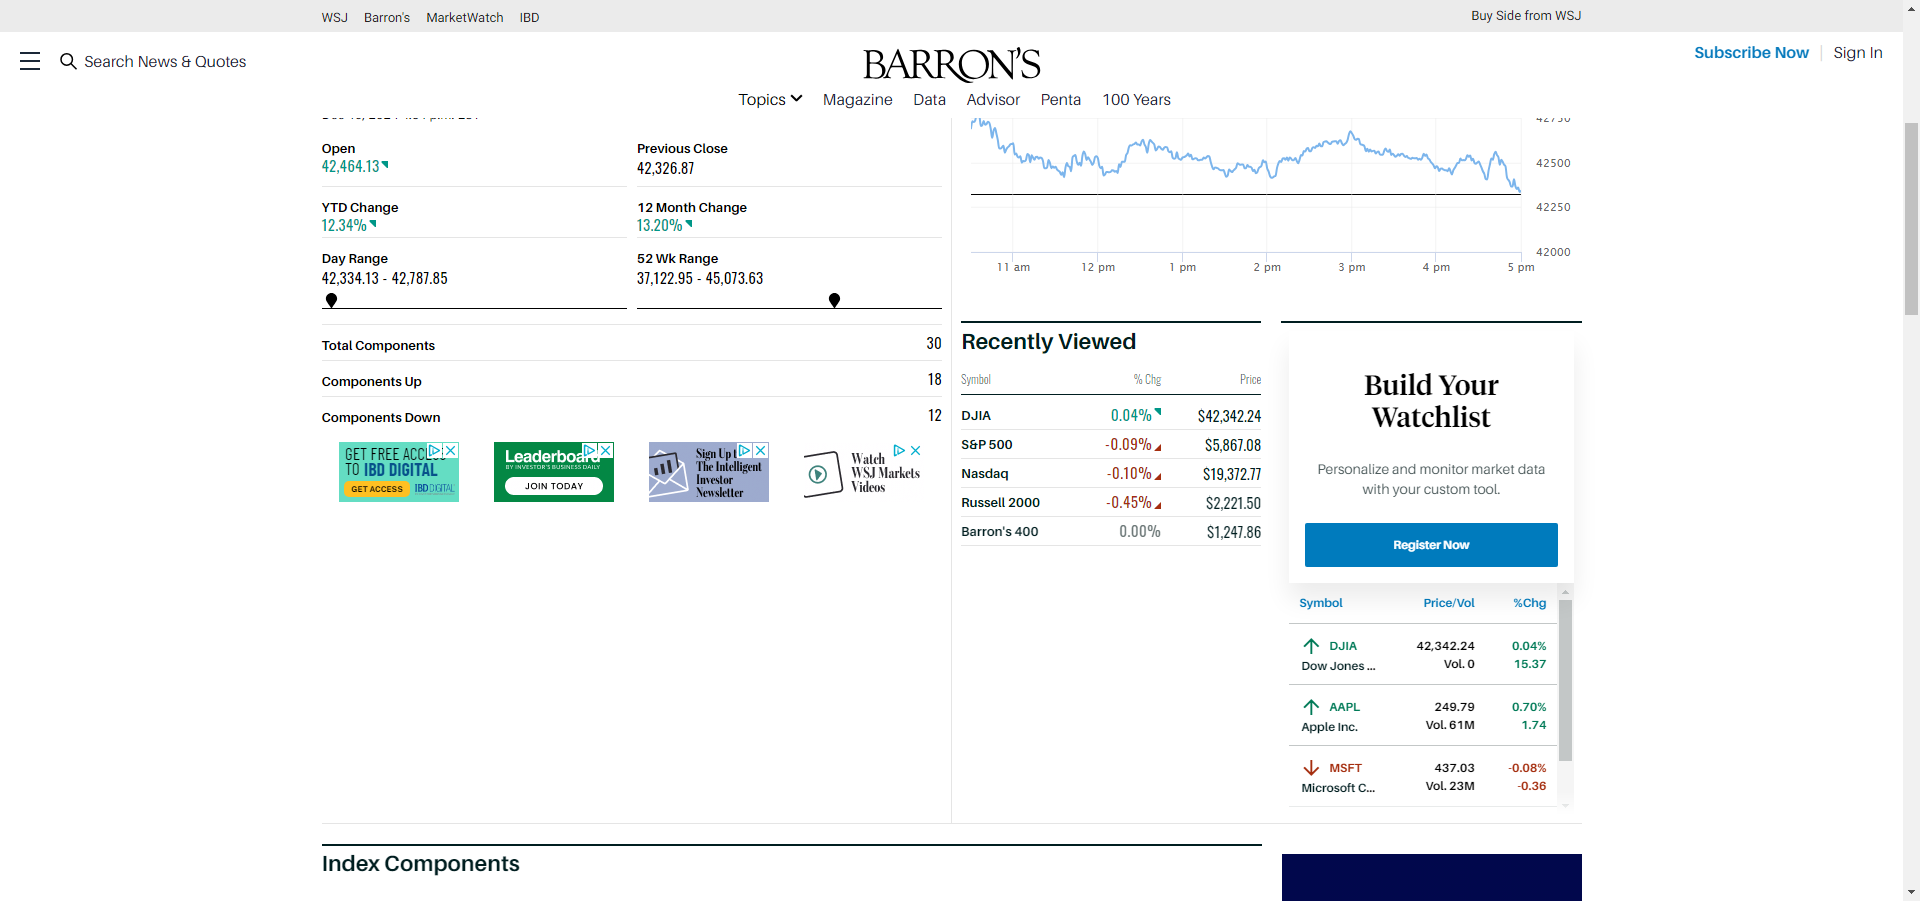 WSJ Barron's MarketWatch IBD
Buy Side from WSJ
Search News & Quotes
BARRON'S
Subscribe Now
Sign In
Topics Magazine Data Advisor Penta 100 Years
Open
42,464.13
Previous Close
42,326.87
YTD Change
12.34%
12 Month Change
13.20%
Day Range
42,334.13 - 42,787.85
52 Wk Range
37,122.95 - 45,073.63
Total Components 30
Components Up 18
Components Down 12
GET FREE
TO IBD DIGITAL
GET ACCESS IBD DIGITAL
Leaderboard
BY INVESTOR'S BUSINESS DAILY
JOIN TODAY
Sign Up
The Intelligent
Investor
Newsletter
Watch
WSJ Markets
Videos
42750
42500
42250
42000
11 am 12 pm 1 pm 2 pm 3 pm 4 pm 5 pm
Recently Viewed
Symbol % Chg Price
DJIA 0.04% $42,342.24
S&P 500 -0.09% $5,867.08
Nasdaq -0.10% $19,372.77
Russell 2000 -0.45% $2,221.50
Barron's 400 0.00% $1,247.86
Build Your
Watchlist
Personalize and monitor market data
with your custom tool.
Register Now
Symbol Price/Vol %Chg
DJIA 42,342.24 0.04%
Dow Jones ... Vol. 0 15.37
AAPL 249.79 0.70%
Apple Inc. Vol. 61M 1.74
MSFT 437.03 -0.08%
Microsoft C... Vol. 23M -0.36
Index Components